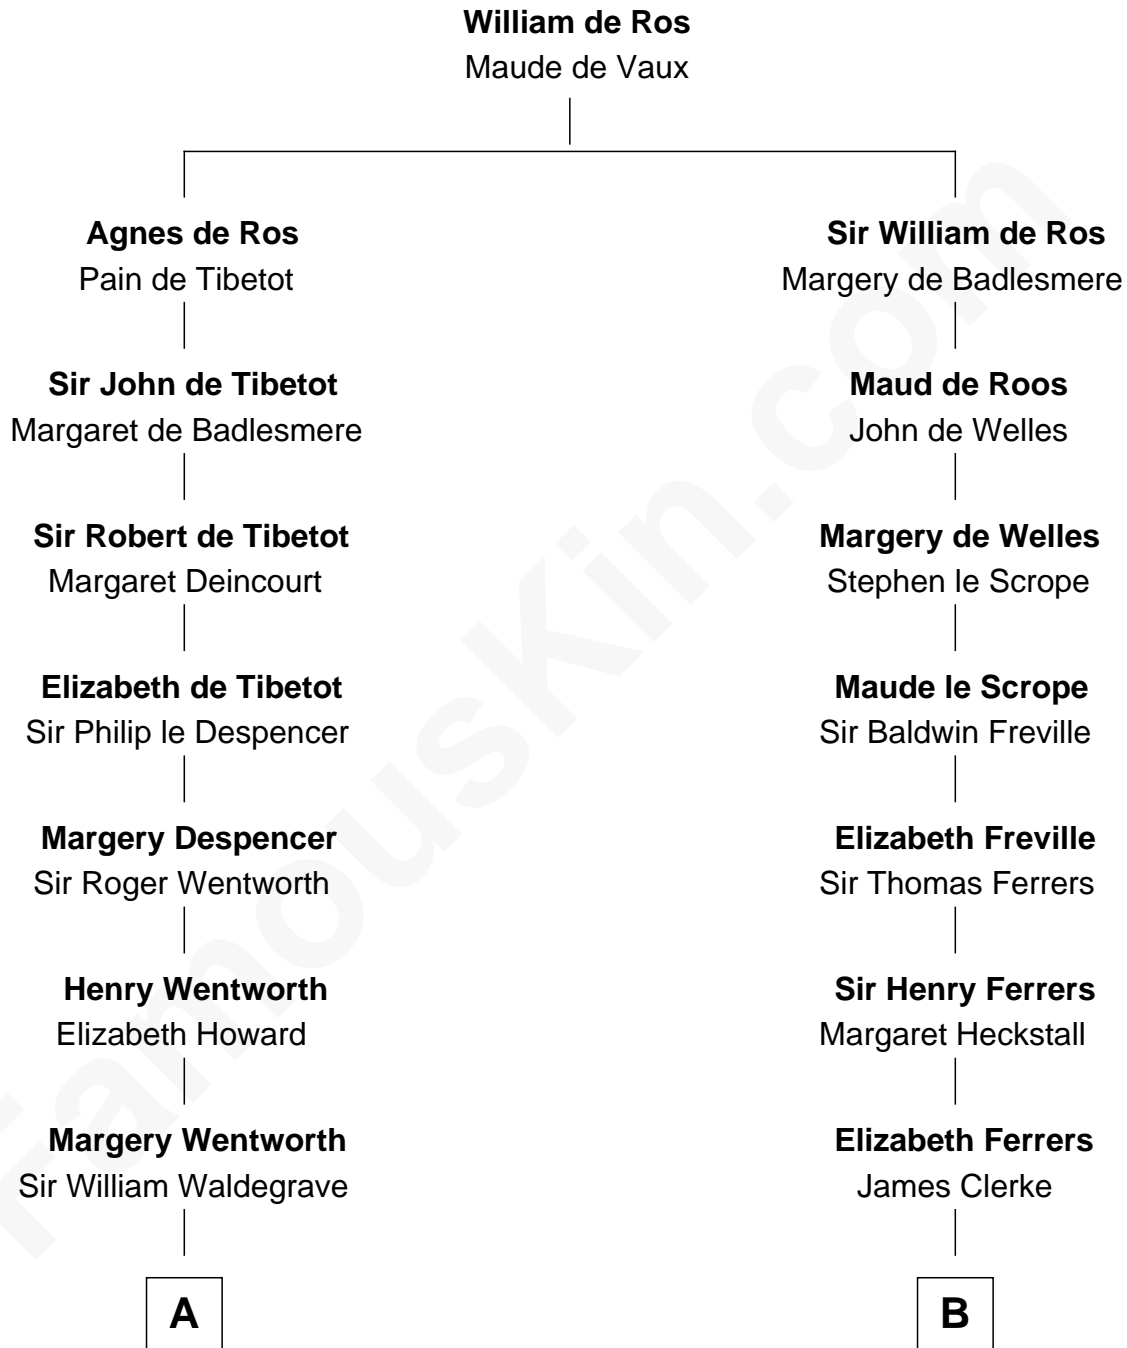 William de Ros
Maude de Vaux
Agnes de Ros
Pain de Tibetot
Sir William de Ros
Margery de Badlesmere
Sir John de Tibetot
Margaret de Badlesmere
Maud de Roos
John de Welles
Sir Robert de Tibetot
Margaret Deincourt
Margery de Welles
Stephen le Scrope
Elizabeth de Tibetot
Sir Philip le Despencer
Maude le Scrope
Sir Baldwin Freville
Margery Despencer
Sir Roger Wentworth
Elizabeth Freville
Sir Thomas Ferrers
Henry Wentworth
Elizabeth Howard
Sir Henry Ferrers
Margaret Heckstall
Margery Wentworth
Sir William Waldegrave
Elizabeth Ferrers
James Clerke
A
B
FamousKin.com